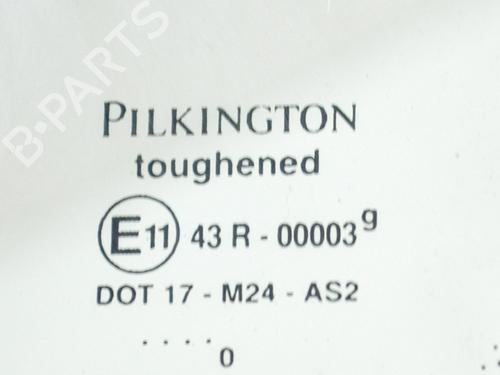 B-PARTS
PILKINGTON
toughened
E11 43 R - 00003 g
DOT 17 - M24 - AS2
. . . .
0